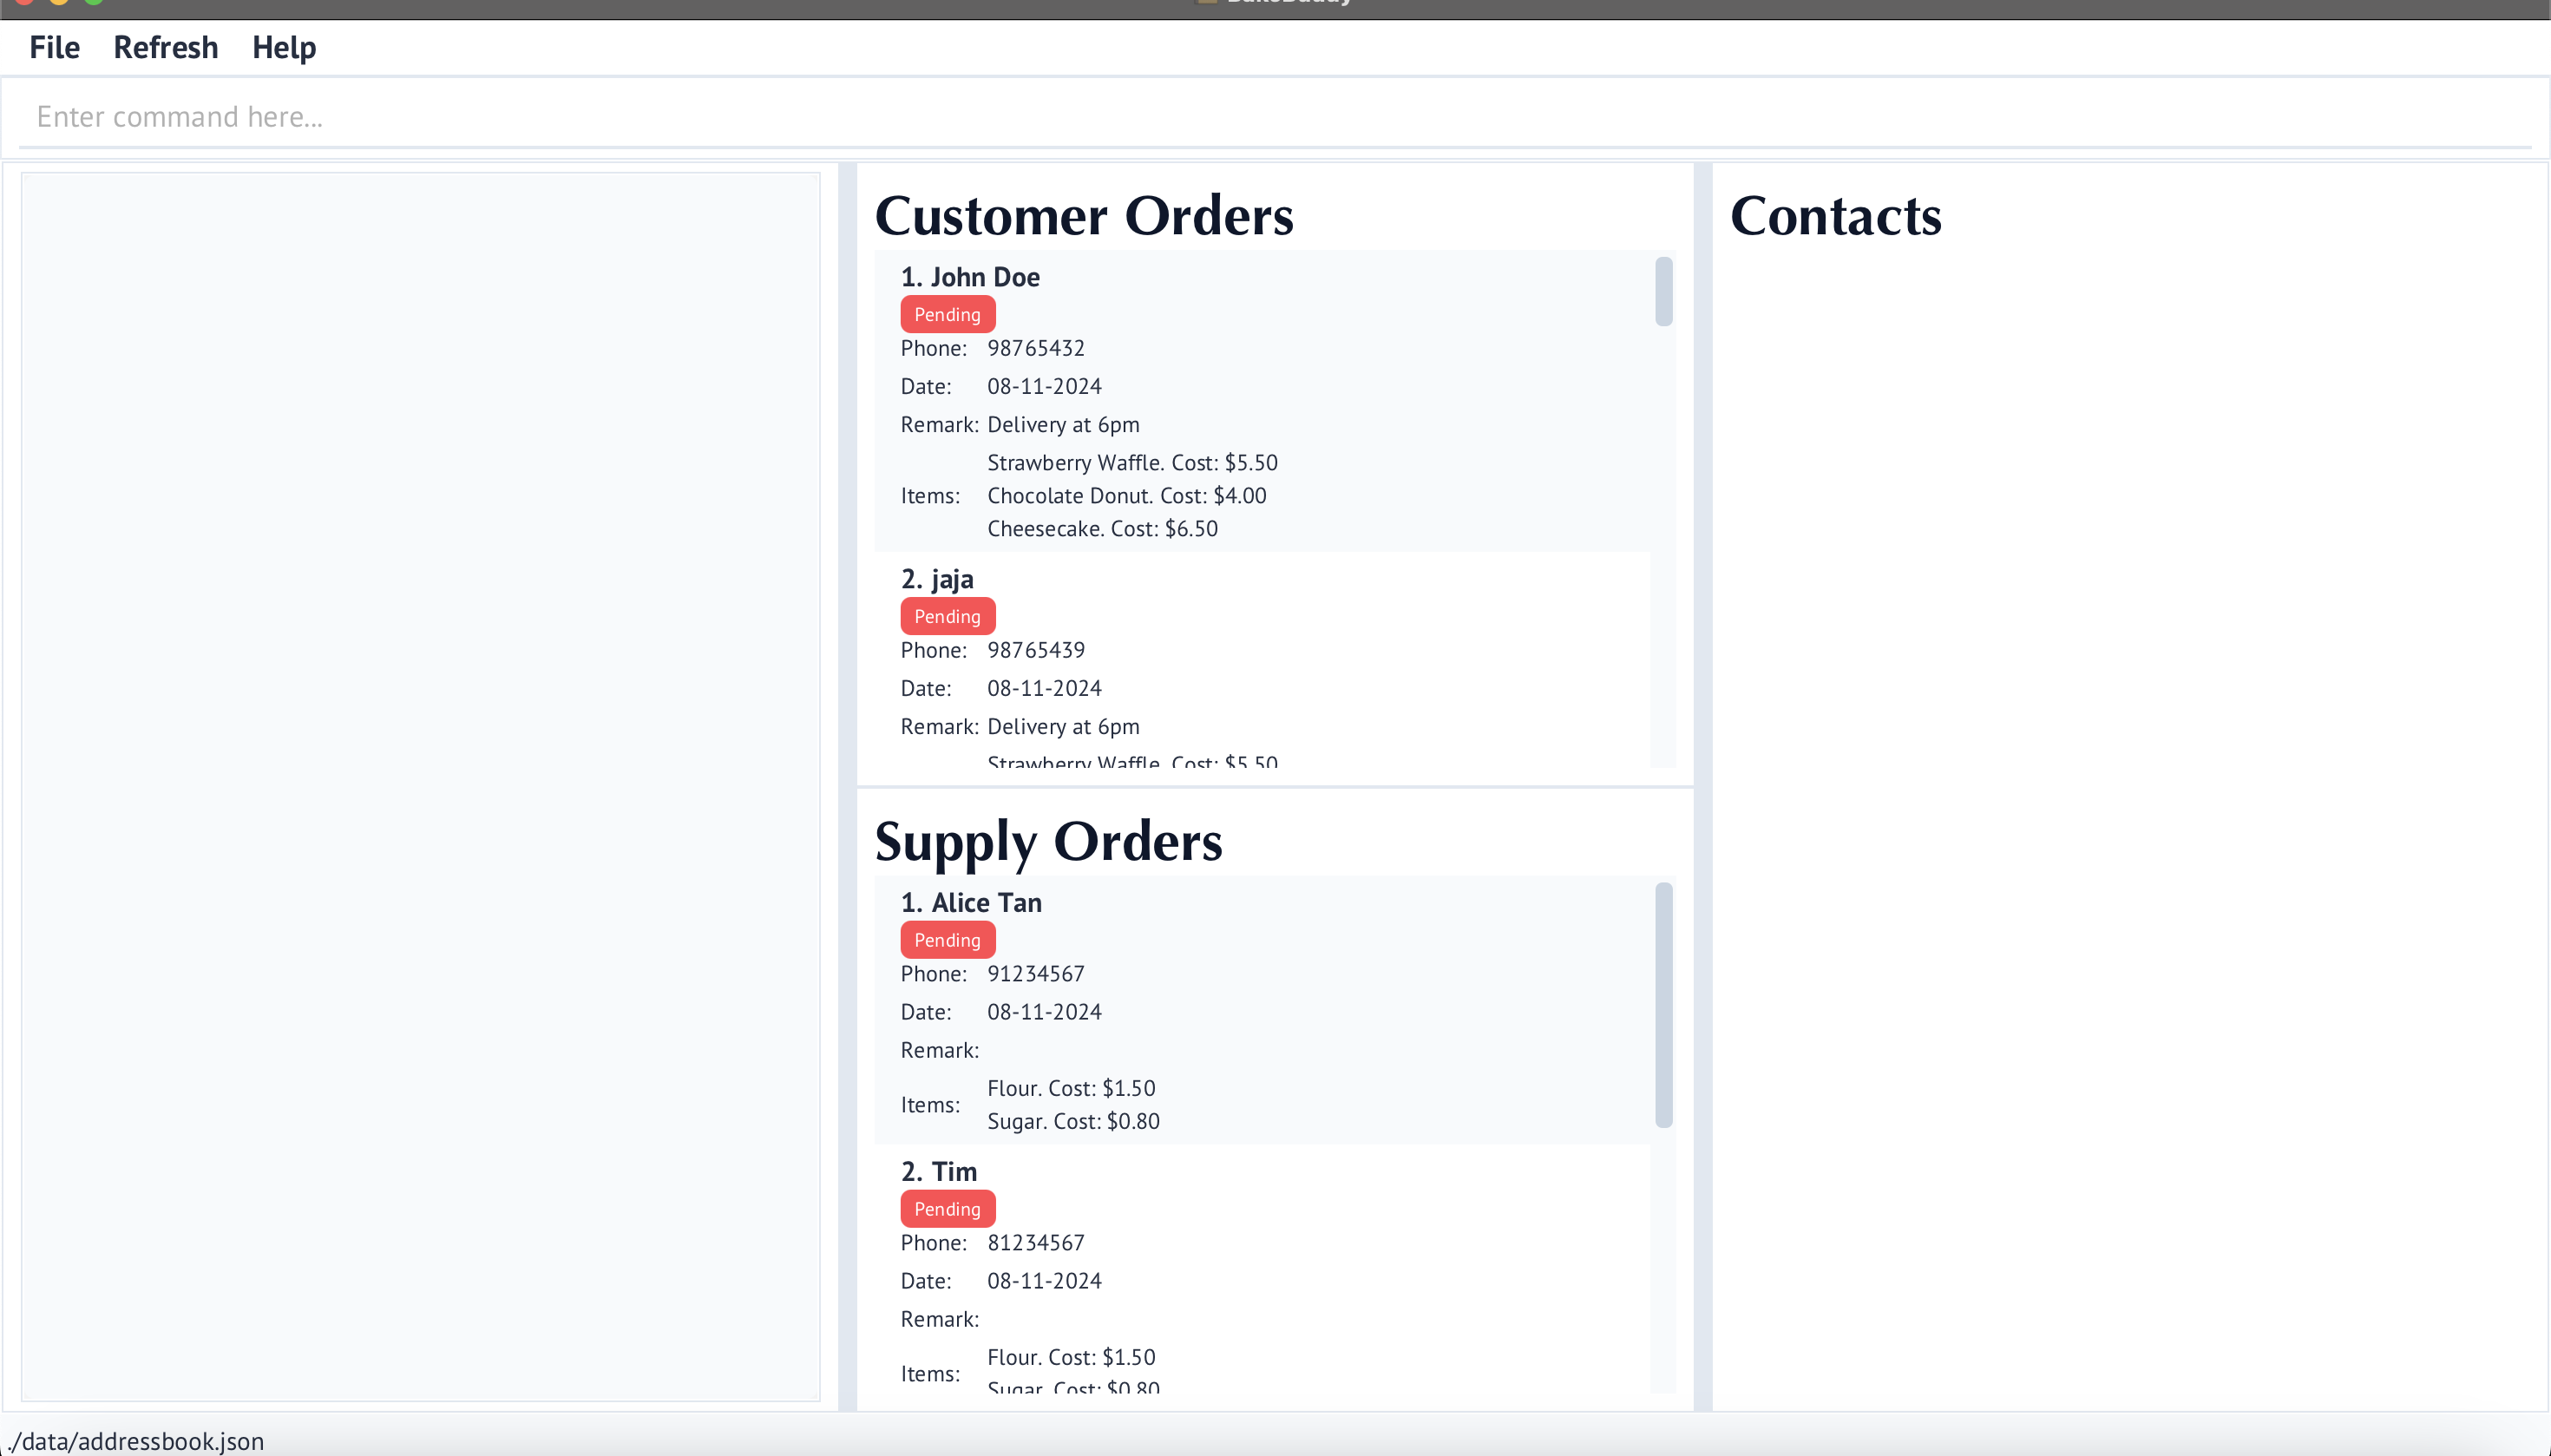 BakeBuddy
File Refresh Help
Enter command here...
Customer Orders
1. John Doe
Pending
Phone: 98765432
Date: 08-11-2024
Remark: Delivery at 6pm
Items:
Strawberry Waffle. Cost: $5.50
Chocolate Donut. Cost: $4.00
Cheesecake. Cost: $6.50
2. jaja
Pending
Phone: 98765439
Date: 08-11-2024
Remark: Delivery at 6pm
Strawberry Waffle. Cost: $5.50
Supply Orders
1. Alice Tan
Pending
Phone: 91234567
Date: 08-11-2024
Remark:
Items:
Flour. Cost: $1.50
Sugar. Cost: $0.80
2. Tim
Pending
Phone: 81234567
Date: 08-11-2024
Remark:
Items:
Flour. Cost: $1.50
Sugar. Cost: $0.80
Contacts
./data/addressbook.json